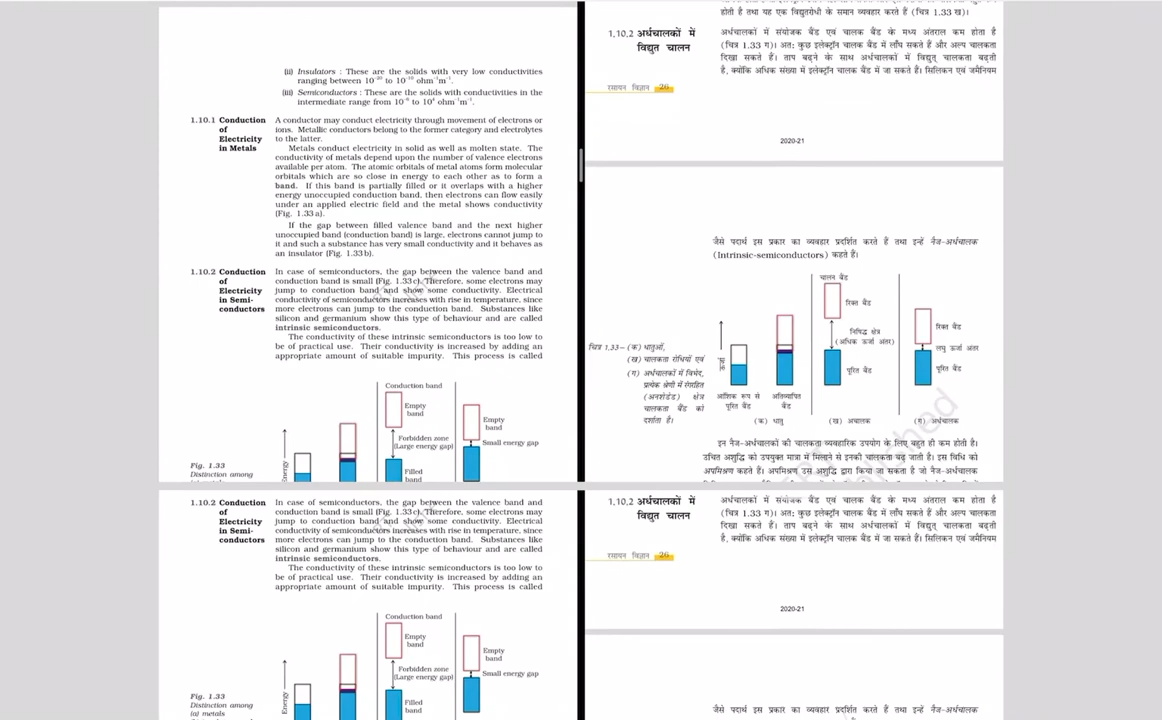 (ii) Insulators : These are the solids with very low conductivities
ranging between 10⁻²⁰ to 10⁻¹⁰ ohm⁻¹m⁻¹.
(iii) Semiconductors : These are the solids with conductivities in the
intermediate range from 10⁻⁶ to 10⁴ ohm⁻¹m⁻¹.
1.10.1 Conduction of Electricity in Metals
A conductor may conduct electricity through movement of electrons or
ions. Metallic conductors belong to the former category and electrolytes
to the latter.
Metals conduct electricity in solid as well as molten state. The
conductivity of metals depend upon the number of valence electrons
available per atom. The atomic orbitals of metal atoms form molecular
orbitals which are so close in energy to each other as to form a
band. If this band is partially filled or it overlaps with a higher
energy unoccupied conduction band, then electrons can flow easily
under an applied electric field and the metal shows conductivity
(Fig. 1.33 a).
If the gap between filled valence band and the next higher
unoccupied band (conduction band) is large, electrons cannot jump to
it and such a substance has very small conductivity and it behaves as
an insulator (Fig. 1.33 b).
1.10.2 Conduction of Electricity in Semi-conductors
In case of semiconductors, the gap between the valence band and
conduction band is small (Fig. 1.33 c). Therefore, some electrons may
jump to conduction band and show some conductivity. Electrical
conductivity of semiconductors increases with rise in temperature, since
more electrons can jump to the conduction band. Substances like
silicon and germanium show this type of behaviour and are called
intrinsic semiconductors.
The conductivity of these intrinsic semiconductors is too low to
be of practical use. Their conductivity is increased by adding an
appropriate amount of suitable impurity. This process is called
Conduction band
Empty
band
Forbidden zone
(Large energy gap)
Filled
band
Empty
band
Small energy gap
Energy
Fig. 1.33
Distinction among
1.10.2 Conduction of Electricity in Semi-conductors
In case of semiconductors, the gap between the valence band and
conduction band is small (Fig. 1.33 c). Therefore, some electrons may
jump to conduction band and show some conductivity. Electrical
conductivity of semiconductors increases with rise in temperature, since
more electrons can jump to the conduction band. Substances like
silicon and germanium show this type of behaviour and are called
intrinsic semiconductors.
The conductivity of these intrinsic semiconductors is too low to
be of practical use. Their conductivity is increased by adding an
appropriate amount of suitable impurity. This process is called
Conduction band
Empty
band
Forbidden zone
(Large energy gap)
Filled
band
Empty
band
Small energy gap
Energy
Fig. 1.33
Distinction among
(a) metals
होती है तथा यह एक विद्युतरोधी के समान व्यवहार करते हैं (चित्र 1.33 ख)।
1.10.2 अर्धचालकों में विद्युत चालन
अर्धचालकों में संयोजक बैंड एवं चालक बैंड के मध्य अंतराल कम होता है
(चित्र 1.33 ग)। अत: कुछ इलेक्ट्रॉन चालक बैंड में लाँघ सकते हैं और अल्प चालकता
दिखा सकते हैं। ताप बढ़ने के साथ अर्धचालकों में विद्युत् चालकता बढ़ती
है, क्योंकि अधिक संख्या में इलेक्ट्रॉन चालक बैंड में जा सकते हैं। सिलिकन एवं जर्मेनियम
रसायन विज्ञान 26
2020-21
जैसे पदार्थ इस प्रकार का व्यवहार प्रदर्शित करते हैं तथा इन्हें नैज-अर्धचालक
(Intrinsic-semiconductors) कहते हैं।
चालन बैंड
रिक्त बैंड
निषिद्ध क्षेत्र
(अधिक ऊर्जा अंतर)
पूरित बैंड
रिक्त बैंड
लघु ऊर्जा अंतर
पूरित बैंड
ऊर्जा
आंशिक रूप से
पूरित बैंड
अतिव्यापित
बैंड
(क) धातु
(ख) अचालक
(ग) अर्धचालक
चित्र 1.33— (क) धातुओं,
(ख) चालकता रोधियों एवं
(ग) अर्धचालकों में विभेद,
प्रत्येक श्रेणी में रंगरहित
(अनशेडेड) क्षेत्र
चालकता बैंड को
दर्शाता है।
इन नैज-अर्धचालकों की चालकता व्यवहारिक उपयोग के लिए बहुत ही कम होती है।
उचित अशुद्धि को उपयुक्त मात्रा में मिलाने से इनकी चालकता बढ़ जाती है। इस विधि को
अपमिश्रण कहते हैं। अपमिश्रण उस अशुद्धि द्वारा किया जा सकता है जो नैज-अर्धचालक
1.10.2 अर्धचालकों में विद्युत चालन
अर्धचालकों में संयोजक बैंड एवं चालक बैंड के मध्य अंतराल कम होता है
(चित्र 1.33 ग)। अत: कुछ इलेक्ट्रॉन चालक बैंड में लाँघ सकते हैं और अल्प चालकता
दिखा सकते हैं। ताप बढ़ने के साथ अर्धचालकों में विद्युत् चालकता बढ़ती
है, क्योंकि अधिक संख्या में इलेक्ट्रॉन चालक बैंड में जा सकते हैं। सिलिकन एवं जर्मेनियम
रसायन विज्ञान 26
2020-21
जैसे पदार्थ इस प्रकार का व्यवहार प्रदर्शित करते हैं तथा इन्हें नैज-अर्धचालक